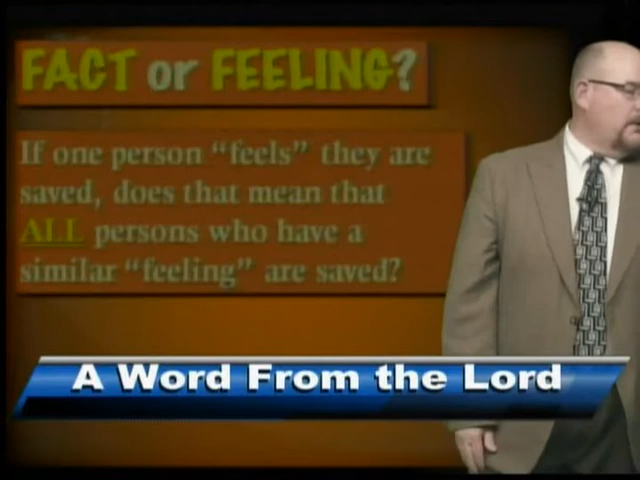 FACT or FEELING?
If one person "feels" they are
saved, does that mean that
ALL persons who have a
similar "feeling" are saved?
A Word From the Lord